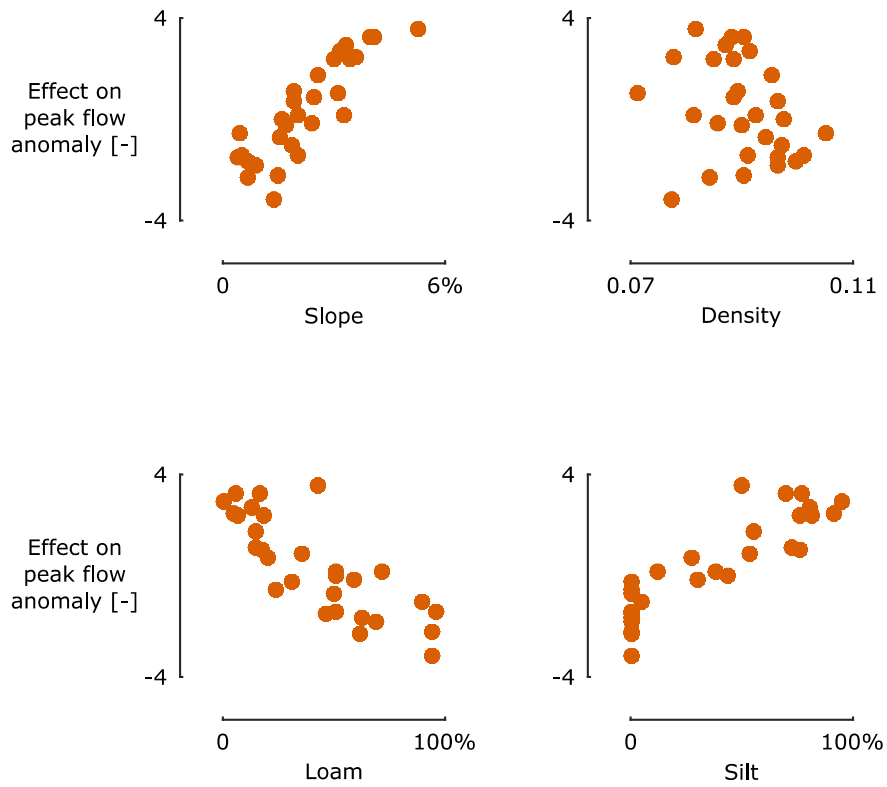 4
Effect on
peak flow
anomaly [-]
-4
0
6%
Slope
4
-4
0.07
0.11
Density
4
Effect on
peak flow
anomaly [-]
-4
0
100%
Loam
4
-4
0
100%
Silt